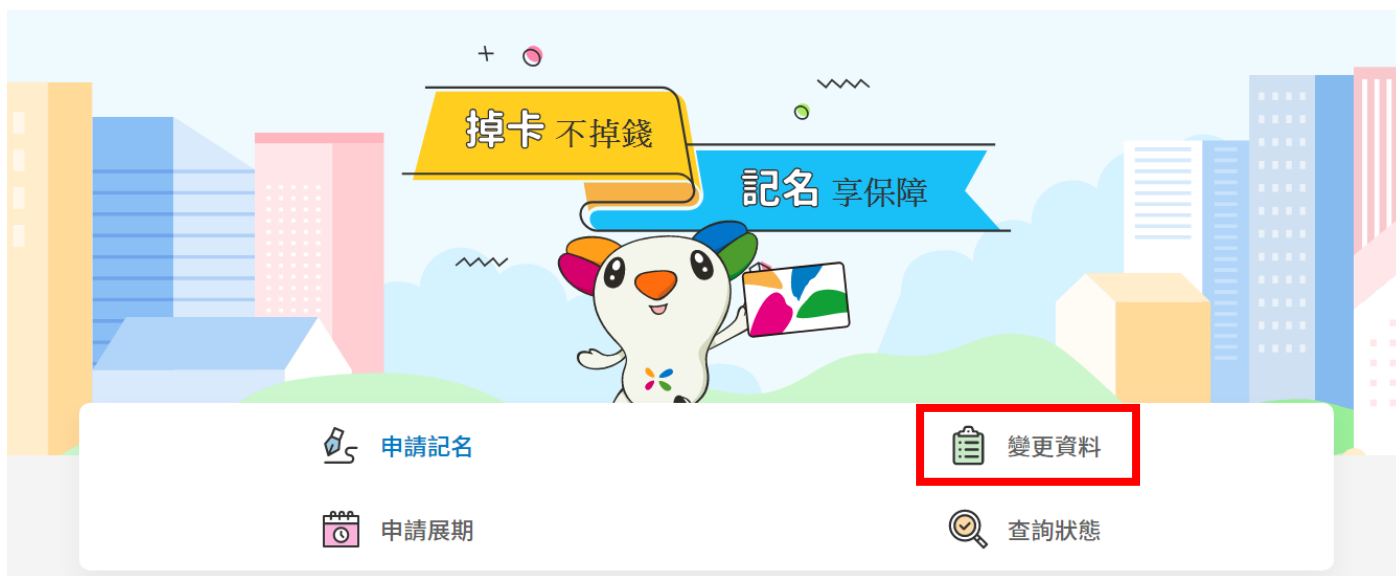 掉卡 不掉錢
記名 享保障
申請記名
變更資料
申請展期
查詢狀態